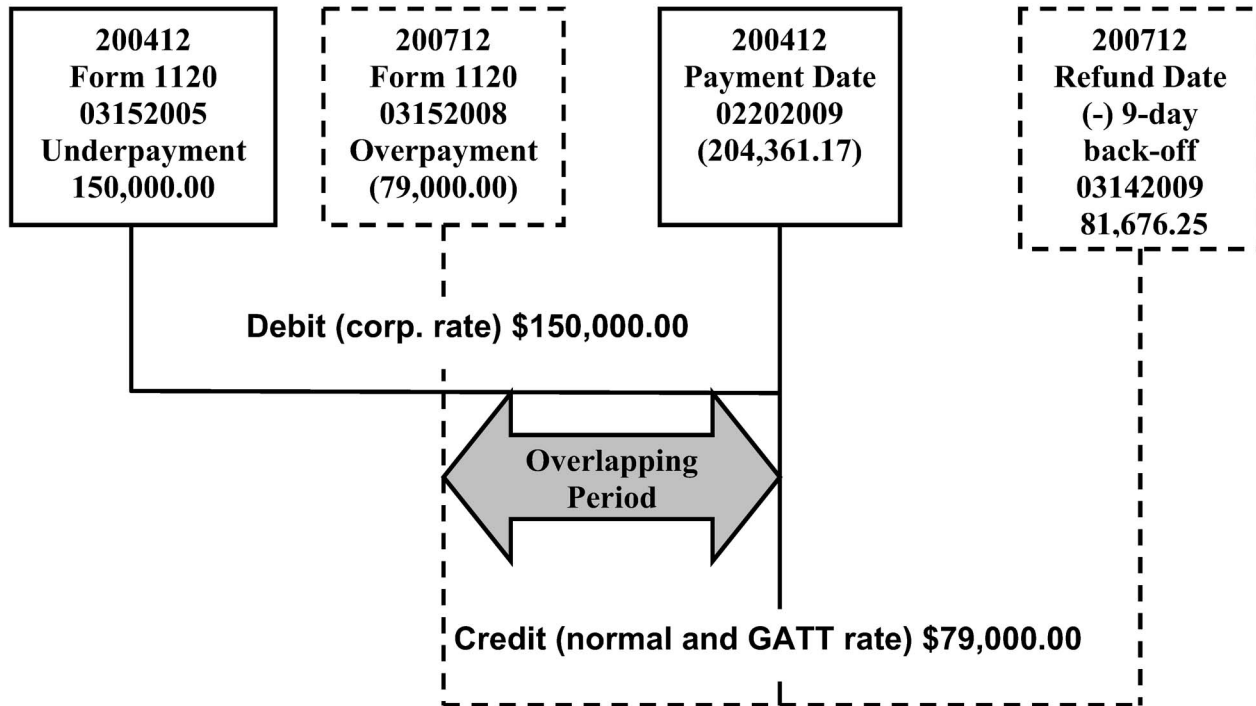 200412
Form 1120
03152005
Underpayment
150,000.00
200712
Form 1120
03152008
Overpayment
(79,000.00)
200412
Payment Date
02202009
(204,361.17)
200712
Refund Date
(-) 9-day
back-off
03142009
81,676.25
Debit (corp. rate) $150,000.00
Overlapping
Period
Credit (normal and GATT rate) $79,000.00